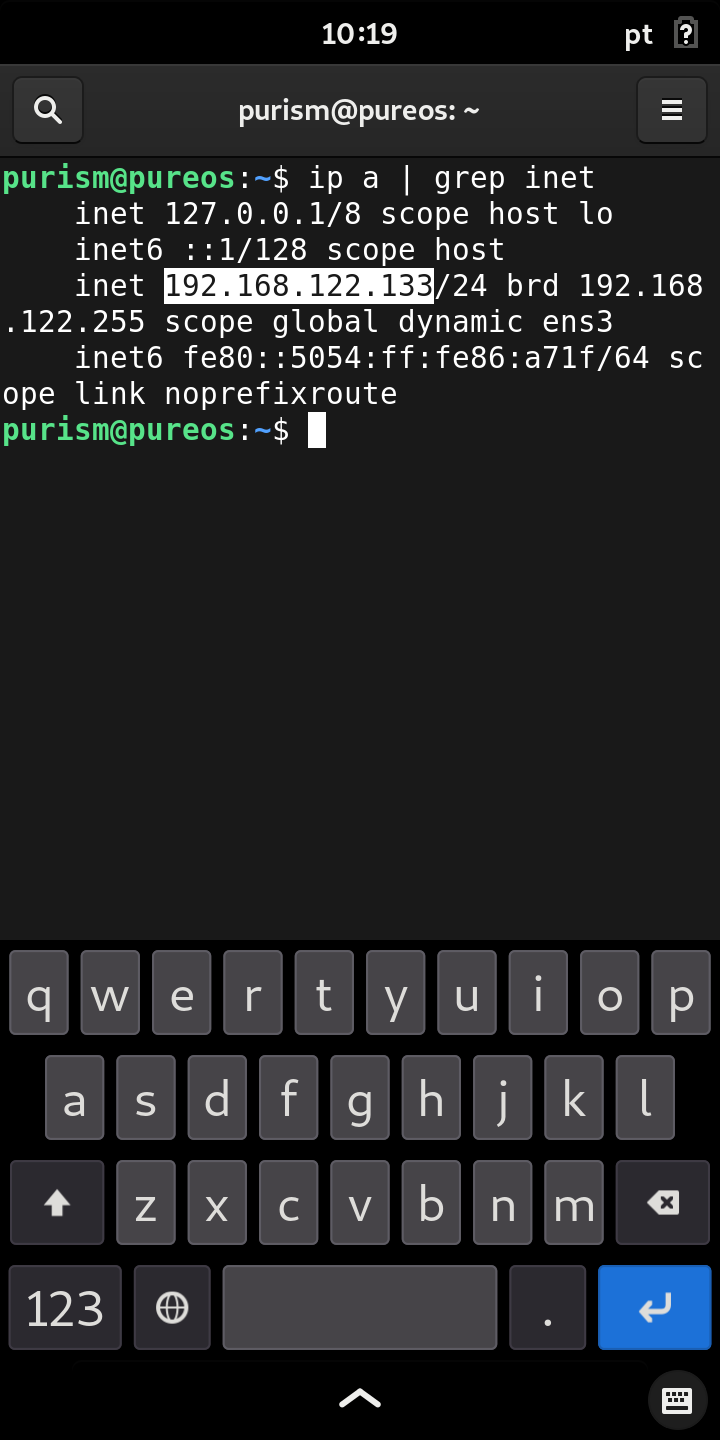 10:19 pt
purism@pureos: ~
purism@pureos:~$ ip a | grep inet
    inet 127.0.0.1/8 scope host lo
    inet6 ::1/128 scope host
    inet 192.168.122.133/24 brd 192.168
.122.255 scope global dynamic ens3
    inet6 fe80::5054:ff:fe86:a71f/64 sc
ope link noprefixroute
purism@pureos:~$
q w e r t y u i o p
a s d f g h j k l
z x c v b n m
123 .